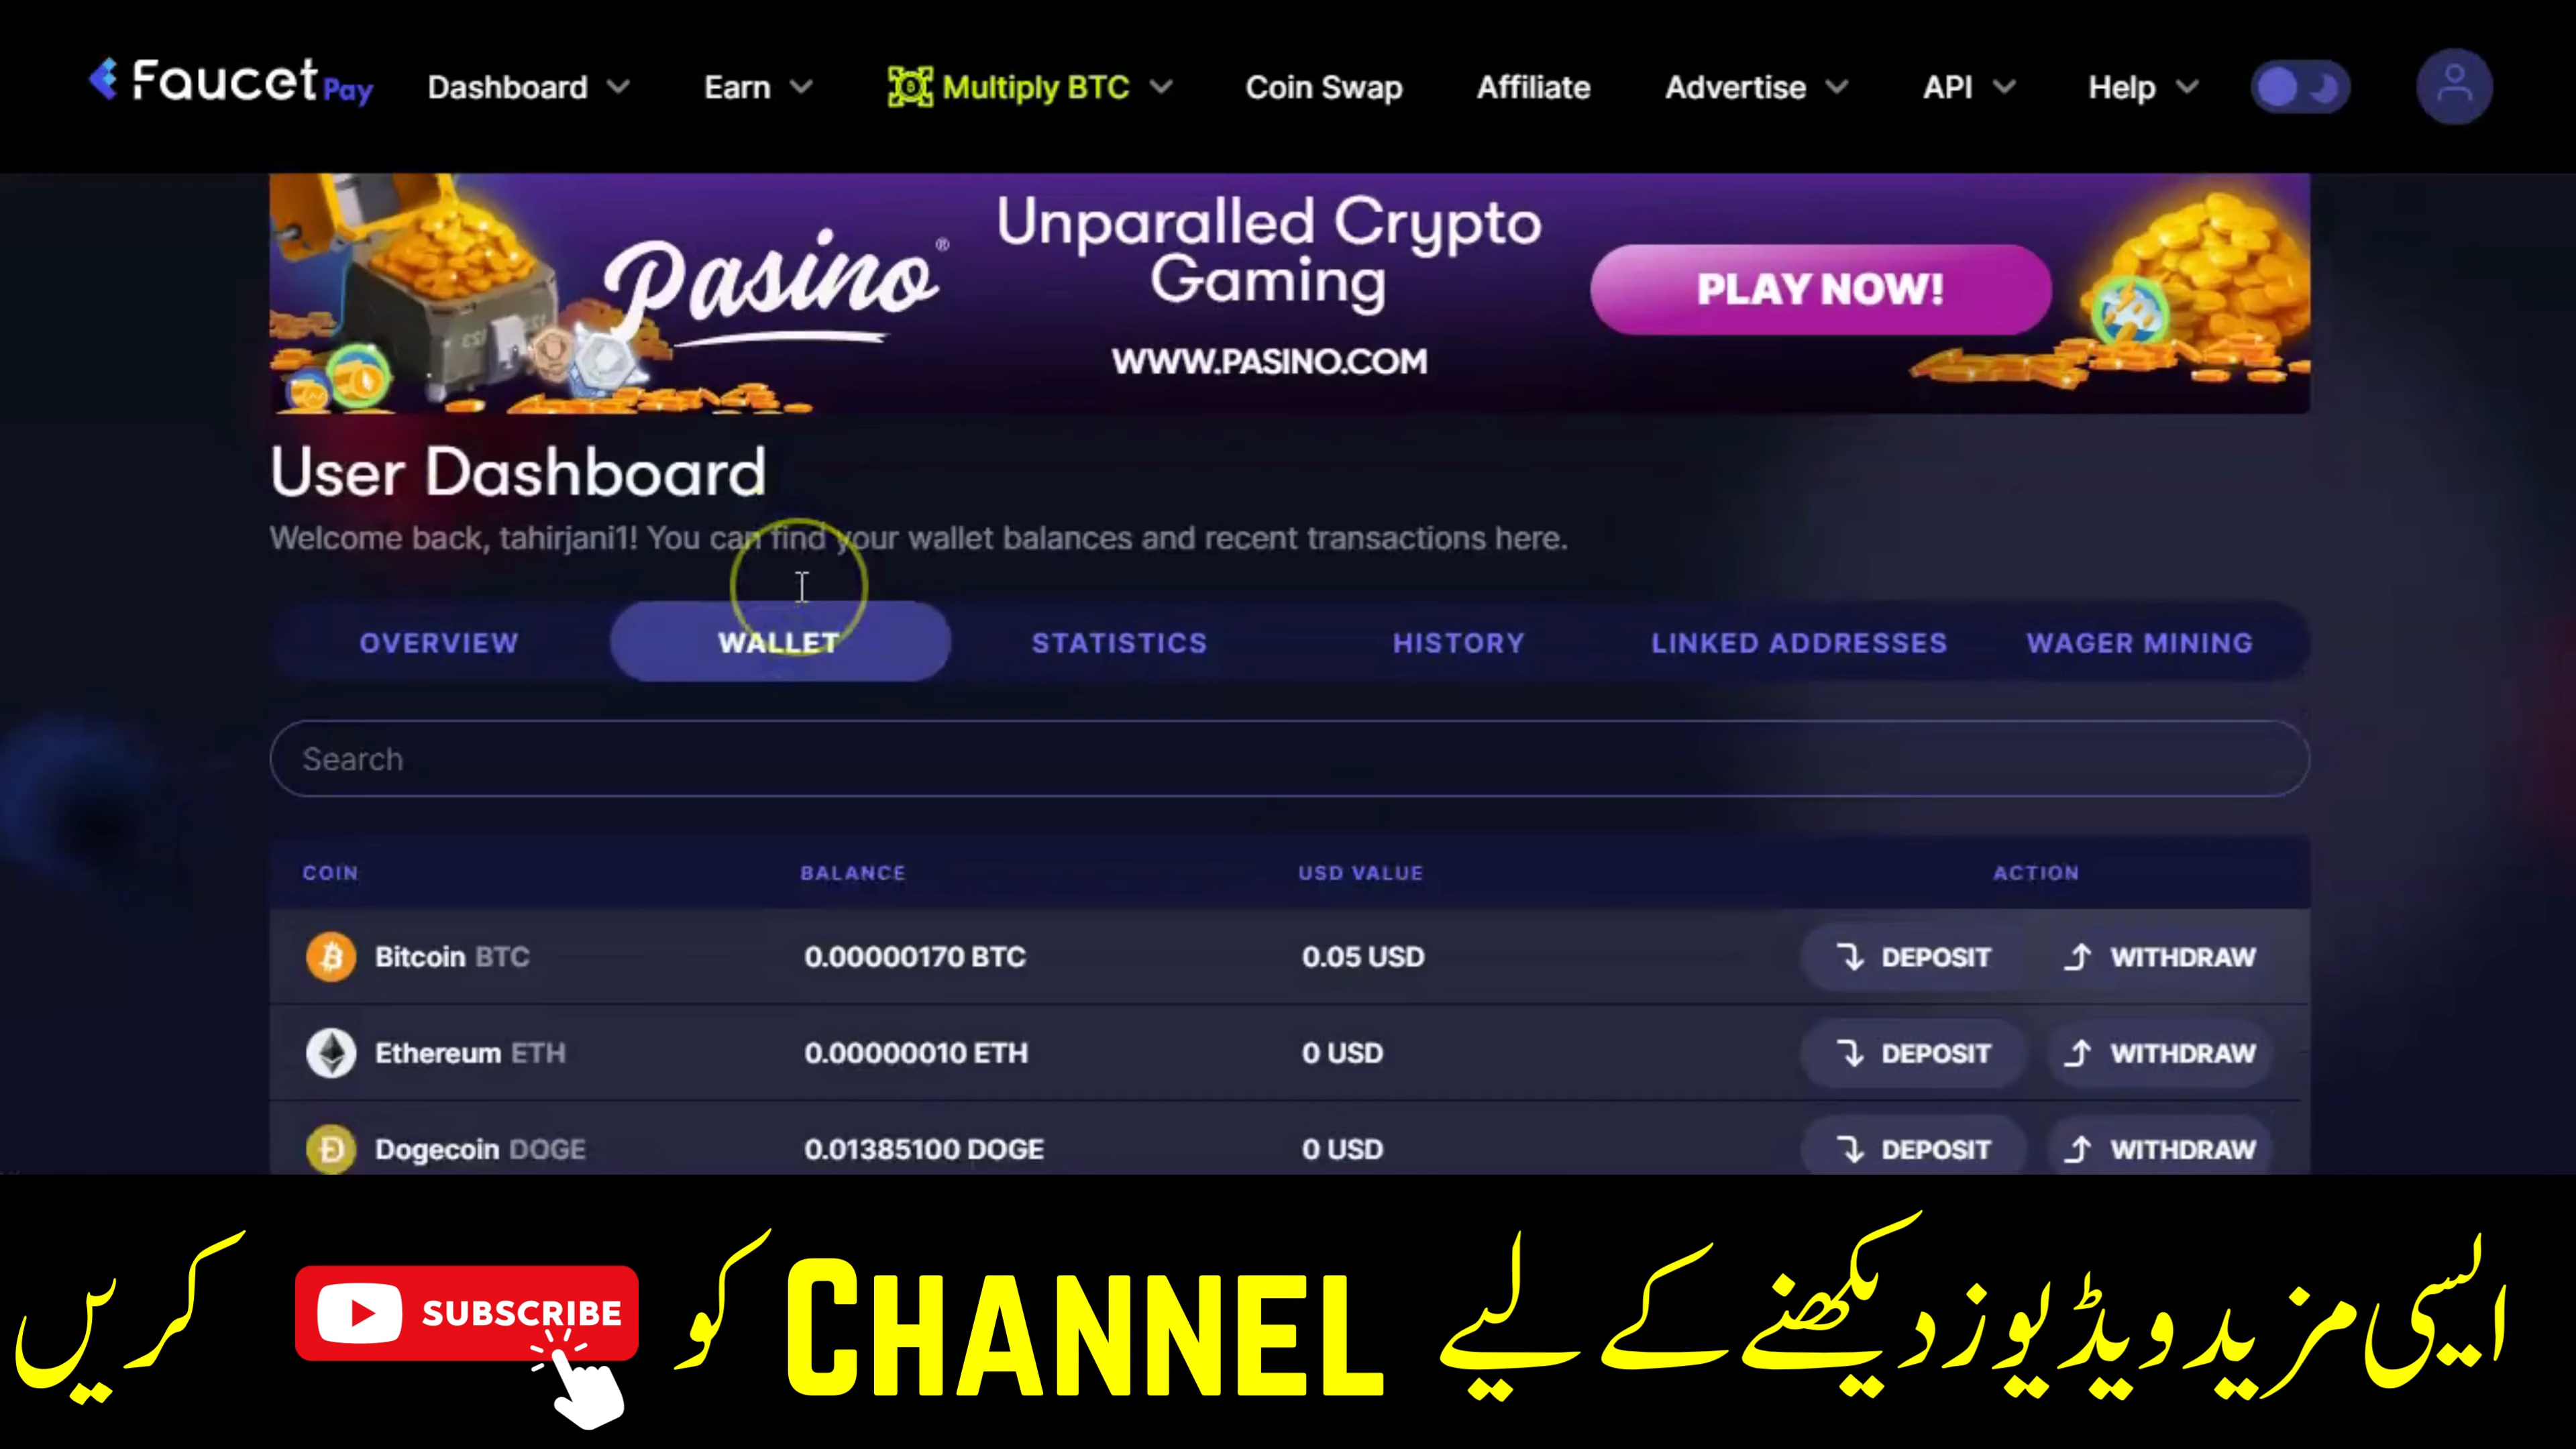 FaucetPay Dashboard Earn Multiply BTC Coin Swap Affiliate Advertise API Help
Pasino®
Unparalled Crypto
Gaming
WWW.PASINO.COM
PLAY NOW!
User Dashboard
Welcome back, tahirjani1! You can find your wallet balances and recent transactions here.
OVERVIEW WALLET STATISTICS HISTORY LINKED ADDRESSES WAGER MINING
Search
COIN BALANCE USD VALUE ACTION
Bitcoin BTC 0.00000170 BTC 0.05 USD DEPOSIT WITHDRAW
Ethereum ETH 0.00000010 ETH 0 USD DEPOSIT WITHDRAW
Dogecoin DOGE 0.01385100 DOGE 0 USD DEPOSIT WITHDRAW
ایسی مزید ویڈیوز دیکھنے کے لیے CHANNEL کو SUBSCRIBE کریں